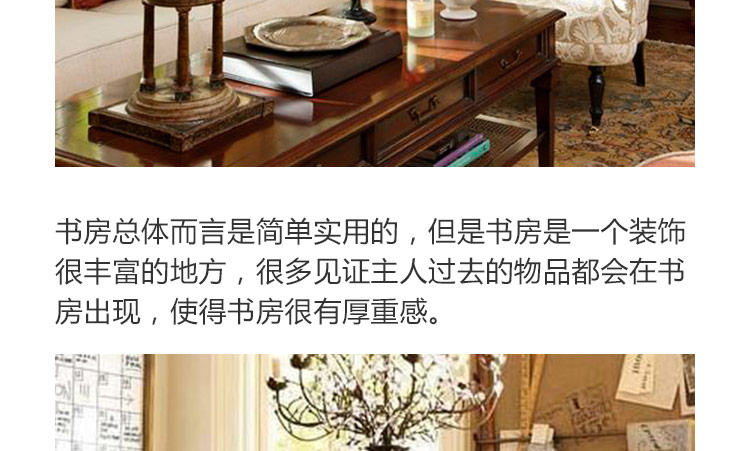 书房总体而言是简单实用的，但是书房是一个装饰
很丰富的地方，很多见证主人过去的物品都会在书
房出现，使得书房很有厚重感。